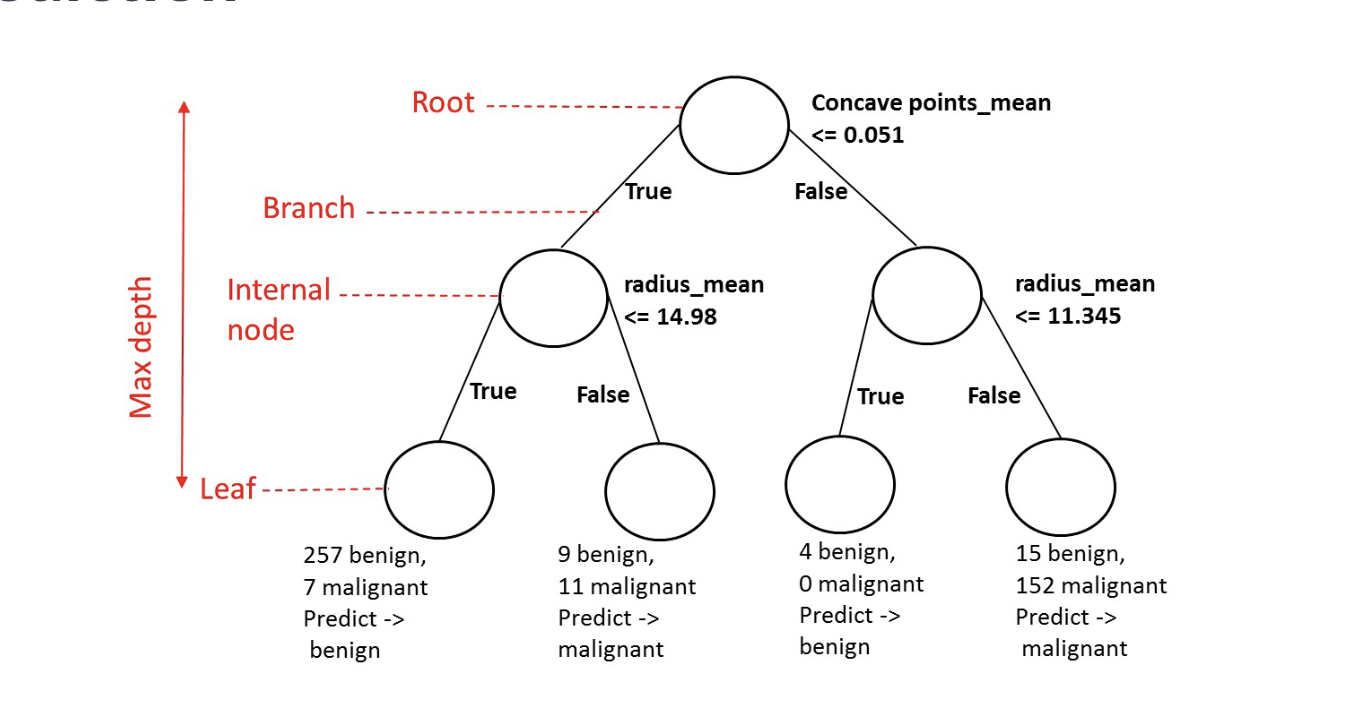 Root
Concave points_mean
<= 0.051
True
False
Branch
Internal
node
radius_mean
<= 14.98
radius_mean
<= 11.345
Max depth
True
False
True
False
Leaf
257 benign,
7 malignant
Predict ->
benign
9 benign,
11 malignant
Predict ->
malignant
4 benign,
0 malignant
Predict ->
benign
15 benign,
152 malignant
Predict ->
malignant